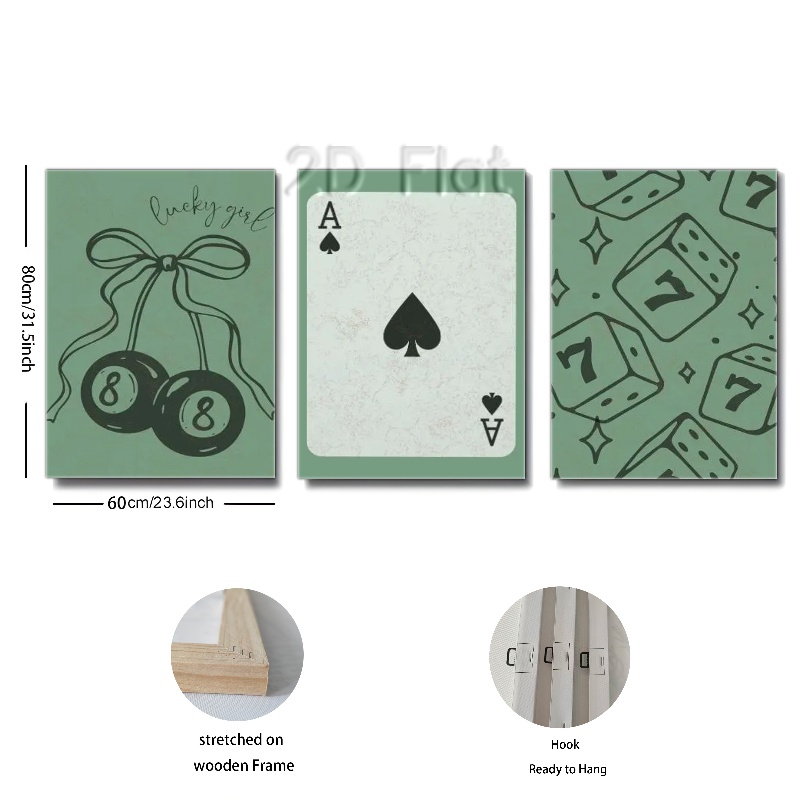 2D Flat
lucky girl
8
8
A
A
7
7
7
7
80cm/31.5inch
60cm/23.6inch
stretched on
wooden Frame
Hook
Ready to Hang